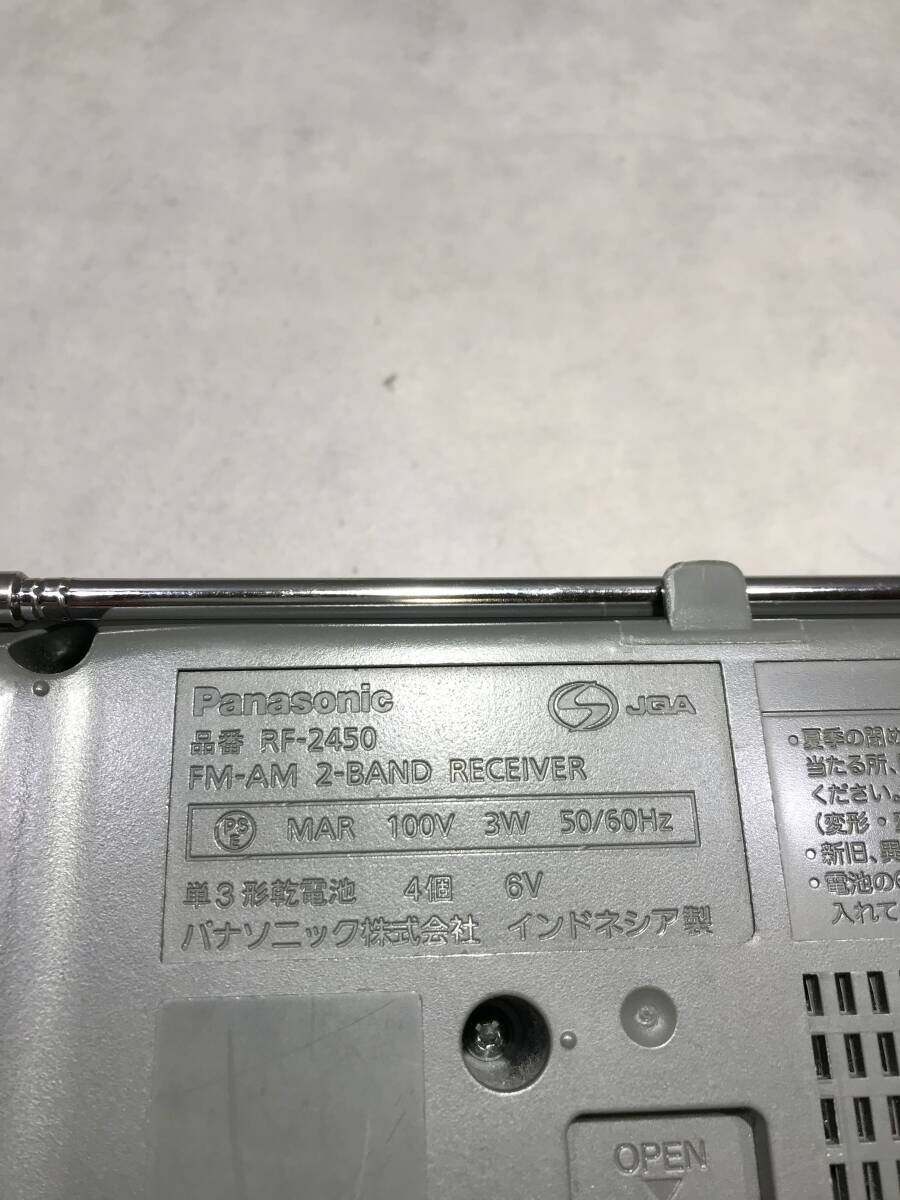 Panasonic
JQA
品番 RF-2450
FM-AM 2-BAND RECEIVER
PSE MAR 100V 3W 50/60Hz
単3形乾電池 4個 6V
パナソニック株式会社 インドネシア製
・夏季の閉め
当たる所、
ください。
(変形・
・新旧、異
・電池の
入れて
OPEN